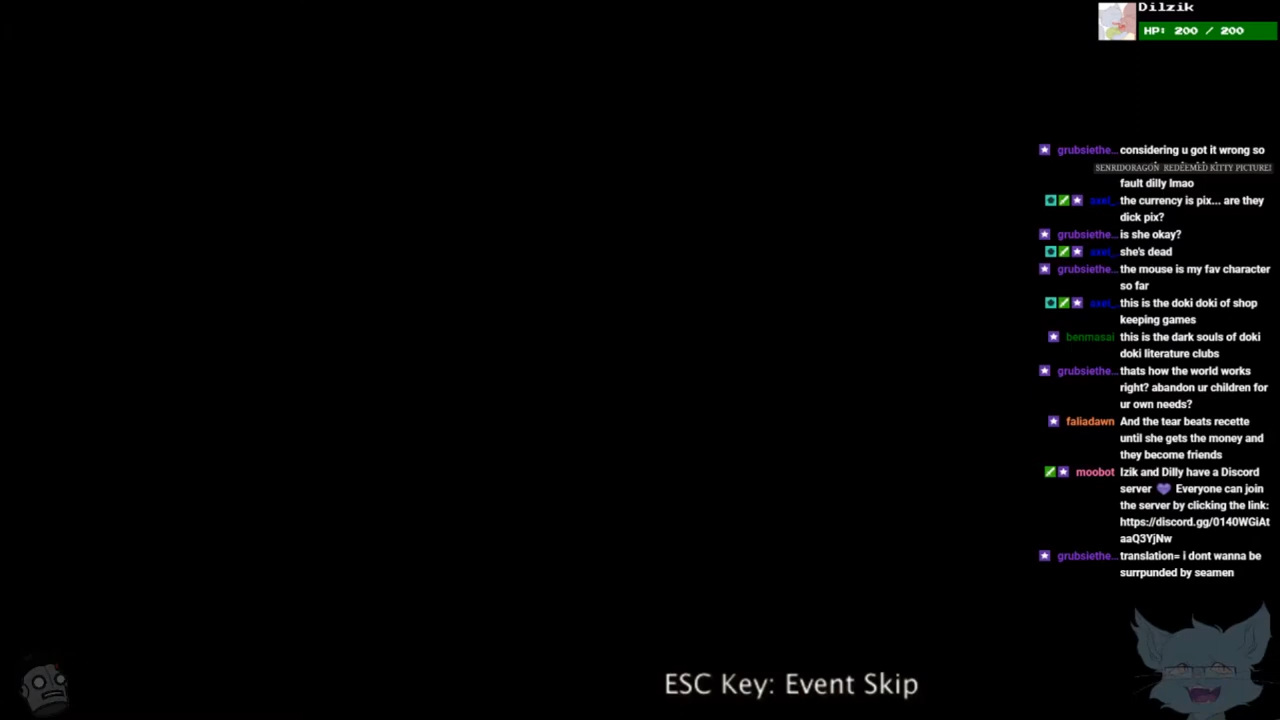 Dilzik
HP: 200 / 200
grubsiethe... considering u got it wrong so
SENRIDORAGON REDEEMED KITTY PICTURE!
fault dilly lmao
axel_ the currency is pix... are they
dick pix?
grubsiethe... is she okay?
axel_ she's dead
grubsiethe... the mouse is my fav character
so far
axel_ this is the doki doki of shop
keeping games
benmasai this is the dark souls of doki
doki literature clubs
grubsiethe... thats how the world works
right? abandon ur children for
ur own needs?
faliadawn And the tear beats recette
until she gets the money and
they become friends
moobot Izik and Dilly have a Discord
server 💜 Everyone can join
the server by clicking the link:
https://discord.gg/0140WGiAt
aaQ3YjNw
grubsiethe... translation= i dont wanna be
surrpunded by seamen
ESC Key: Event Skip